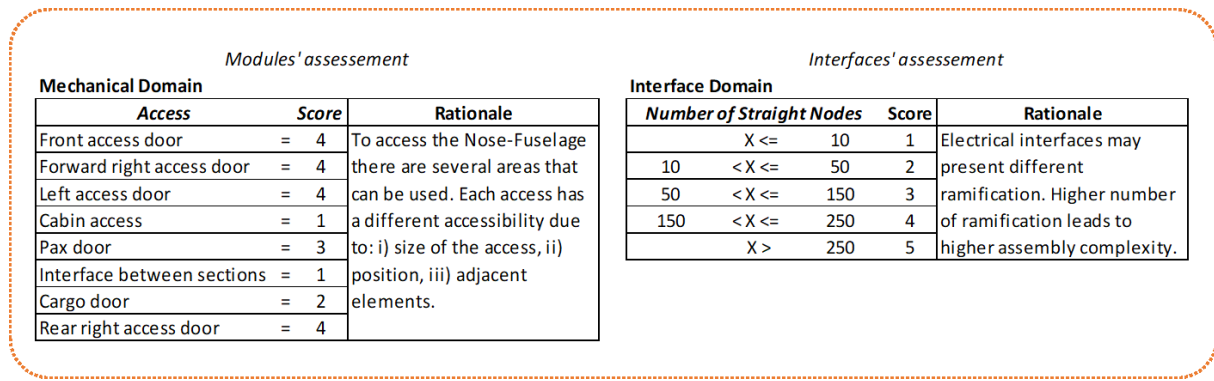 Modules' assessement
Mechanical Domain
Access Score Rationale
Front access door = 4 To access the Nose-Fuselage
Forward right access door = 4 there are several areas that
Left access door = 4 can be used. Each access has
Cabin access = 1 a different accessibility due
Pax door = 3 to: i) size of the access, ii)
Interface between sections = 1 position, iii) adjacent
Cargo door = 2 elements.
Rear right access door = 4
Interfaces' assessement
Interface Domain
Number of Straight Nodes Score Rationale
X <= 10 1 Electrical interfaces may
10 < X <= 50 2 present different
50 < X <= 150 3 ramification. Higher number
150 < X <= 250 4 of ramification leads to
X > 250 5 higher assembly complexity.